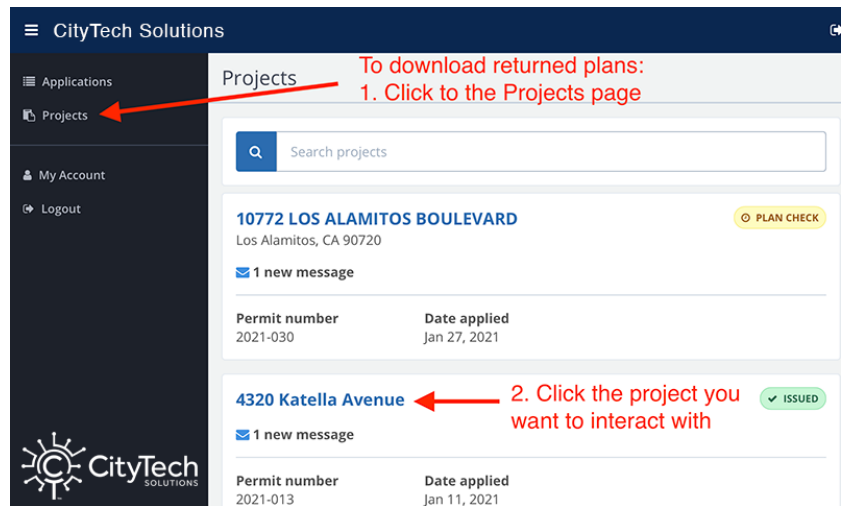 CityTech Solutions
Applications
Projects
My Account
Logout
CityTech
SOLUTIONS
Projects
To download returned plans:
1. Click to the Projects page
Search projects
10772 LOS ALAMITOS BOULEVARD
PLAN CHECK
Los Alamitos, CA 90720
1 new message
Permit number
Date applied
2021-030
Jan 27, 2021
4320 Katella Avenue
2. Click the project you
want to interact with
ISSUED
1 new message
Permit number
Date applied
2021-013
Jan 11, 2021